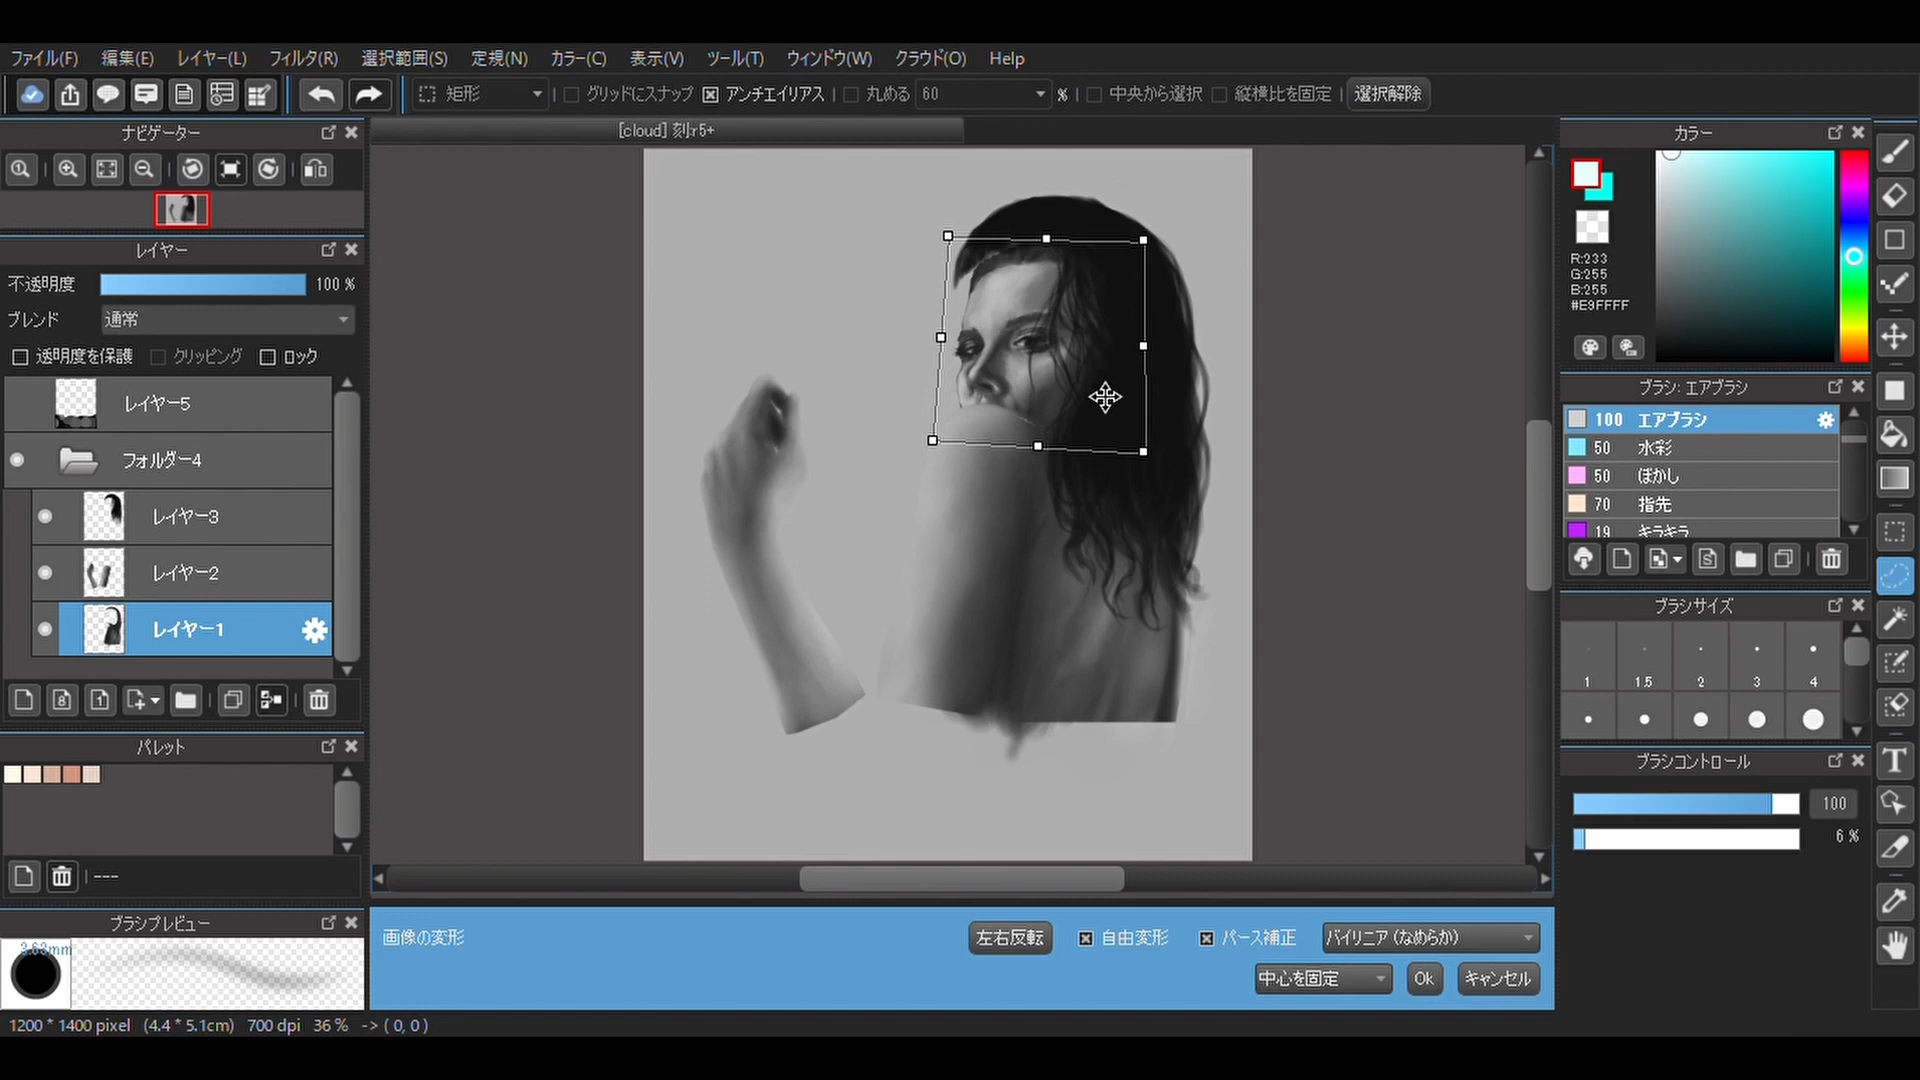 ファイル(F) 編集(E) レイヤー(L) フィルタ(R) 選択範囲(S) 定規(N) カラー(C) 表示(V) ツール(T) ウィンドウ(W) クラウド(O) Help
矩形 グリッドにスナップ アンチエイリアス 丸める 60 % 中央から選択 縦横比を固定 選択解除
[cloud] 刻r5+
ナビゲーター
レイヤー
不透明度 100 %
ブレンド 通常
透明度を保護 クリッピング ロック
レイヤー5
フォルダー4
レイヤー3
レイヤー2
レイヤー1
8 1
パレット
---
ブラシプレビュー
3.63mm
1200 * 1400 pixel (4.4 * 5.1cm) 700 dpi 36 % -> ( 0, 0 )
画像の変形 左右反転 自由変形 パース補正 バイリニア (なめらか)
中心を固定 Ok キャンセル
カラー
R:233
G:255
B:255
#E9FFFF
ブラシ: エアブラシ
100 エアブラシ
50 水彩
50 ぼかし
70 指先
19 キラキラ
S
ブラシサイズ
1 1.5 2 3 4
ブラシコントロール
100
6 %
T